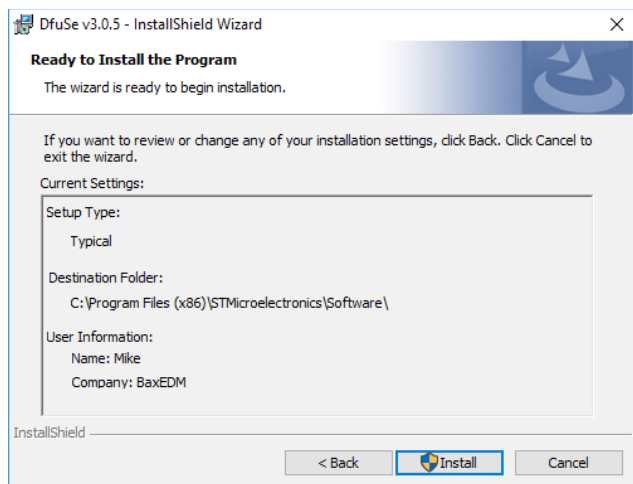 DfuSe v3.0.5 - InstallShield Wizard
Ready to Install the Program
The wizard is ready to begin installation.
If you want to review or change any of your installation settings, click Back. Click Cancel to
exit the wizard.
Current Settings:
Setup Type:
Typical
Destination Folder:
C:\Program Files (x86)\STMicroelectronics\Software\
User Information:
Name: Mike
Company: BaxEDM
InstallShield
< Back
Install
Cancel